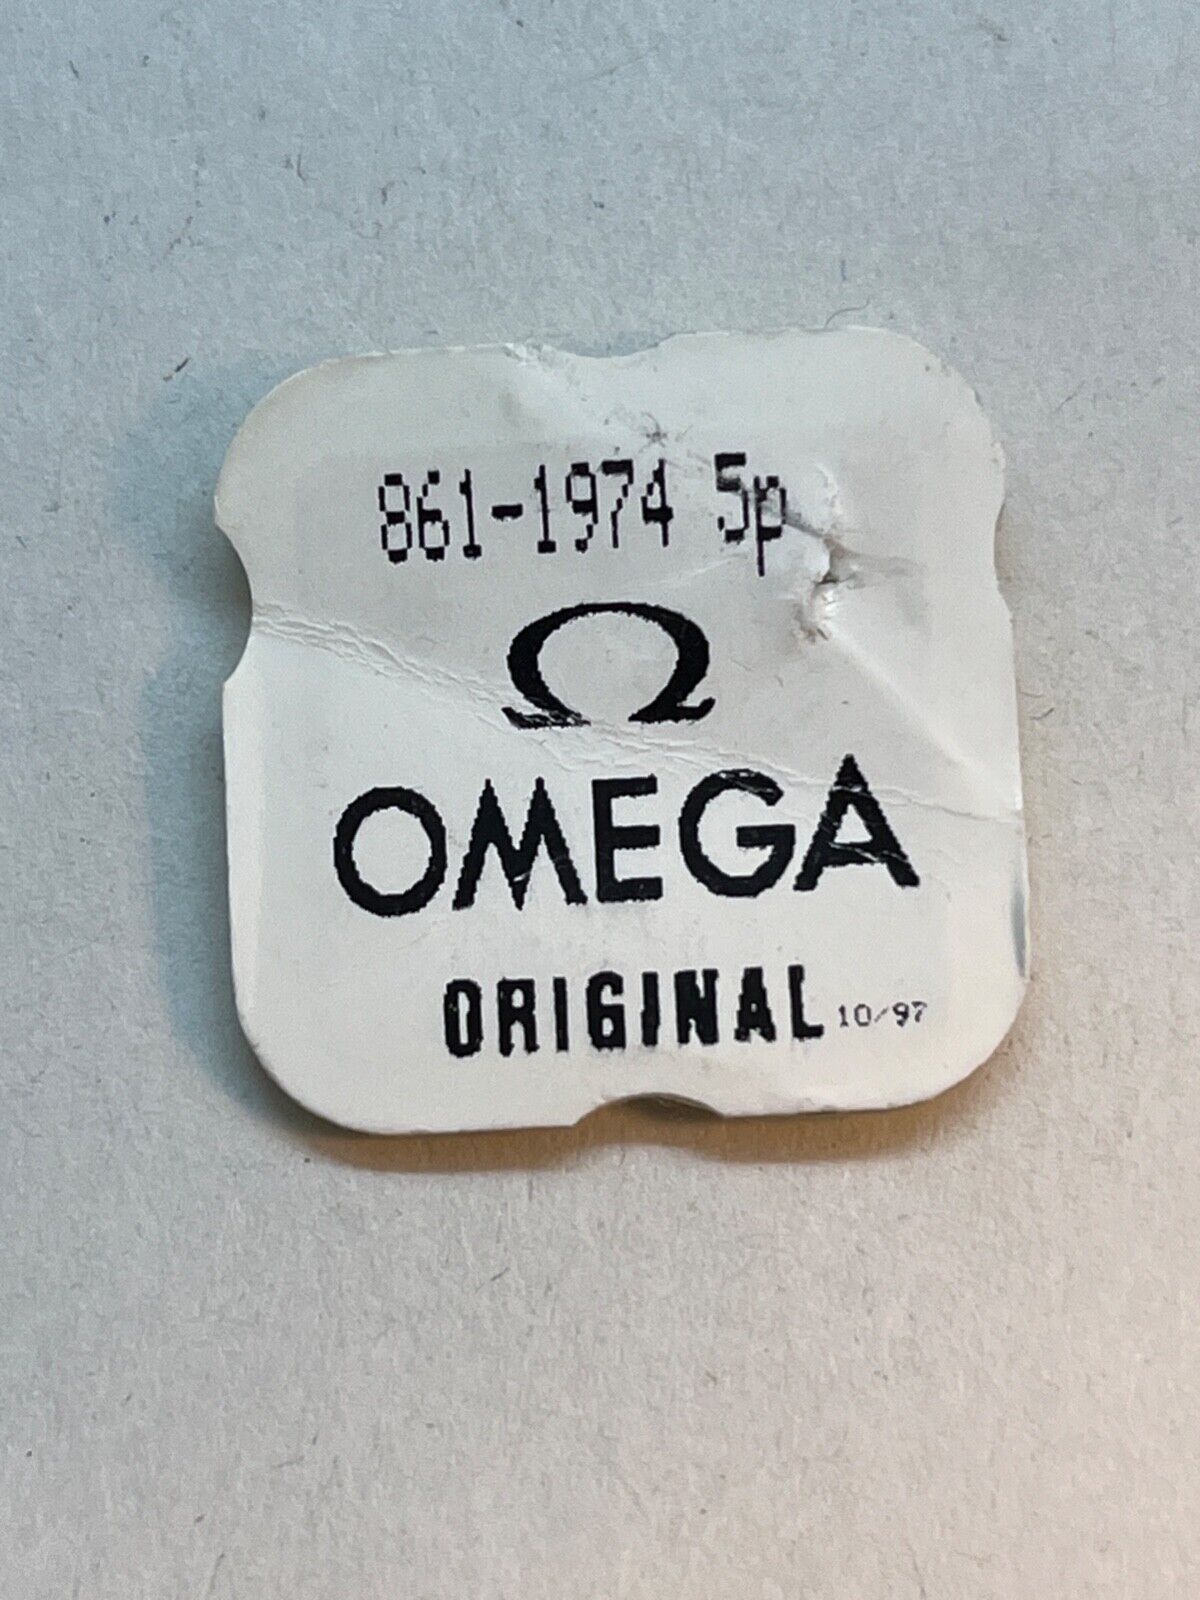 861-1974 5p
Ω
OMEGA
ORIGINAL 10/97